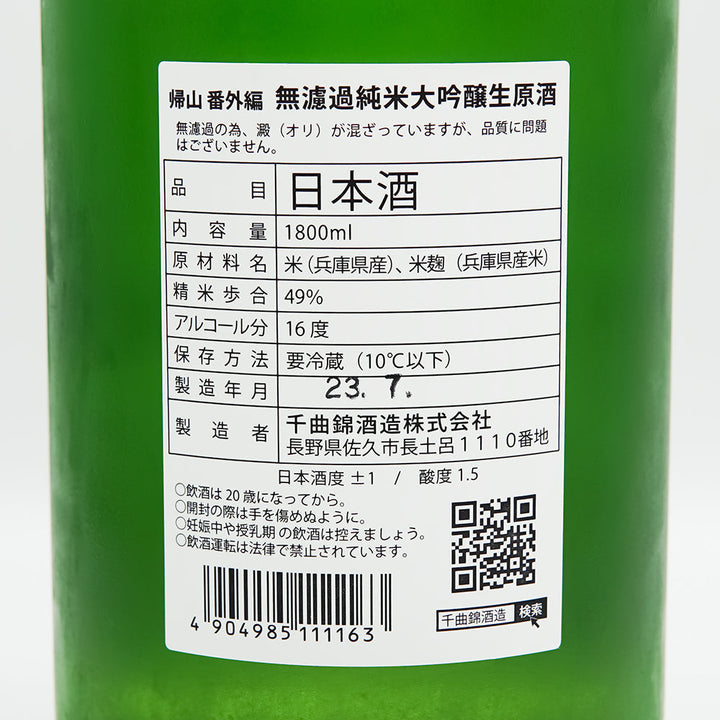 帰山 番外編 無濾過純米大吟醸生原酒
無濾過の為、澱（オリ）が混ざっていますが、品質に問題
はございません。
品目 日本酒
内容量 1800ml
原材料名 米（兵庫県産）、米麹（兵庫県産米）
精米歩合 49%
アルコール分 16度
保存方法 要冷蔵（10℃以下）
製造年月 23. 7.
製造者 千曲錦酒造株式会社
長野県佐久市長土呂1110番地
日本酒度 ±1 / 酸度 1.5
○飲酒は20歳になってから。
○開封の際は手を傷めぬように。
○妊娠中や授乳期の飲酒は控えましょう。
○飲酒運転は法律で禁止されています。
4 904985 111163
千曲錦酒造 検索